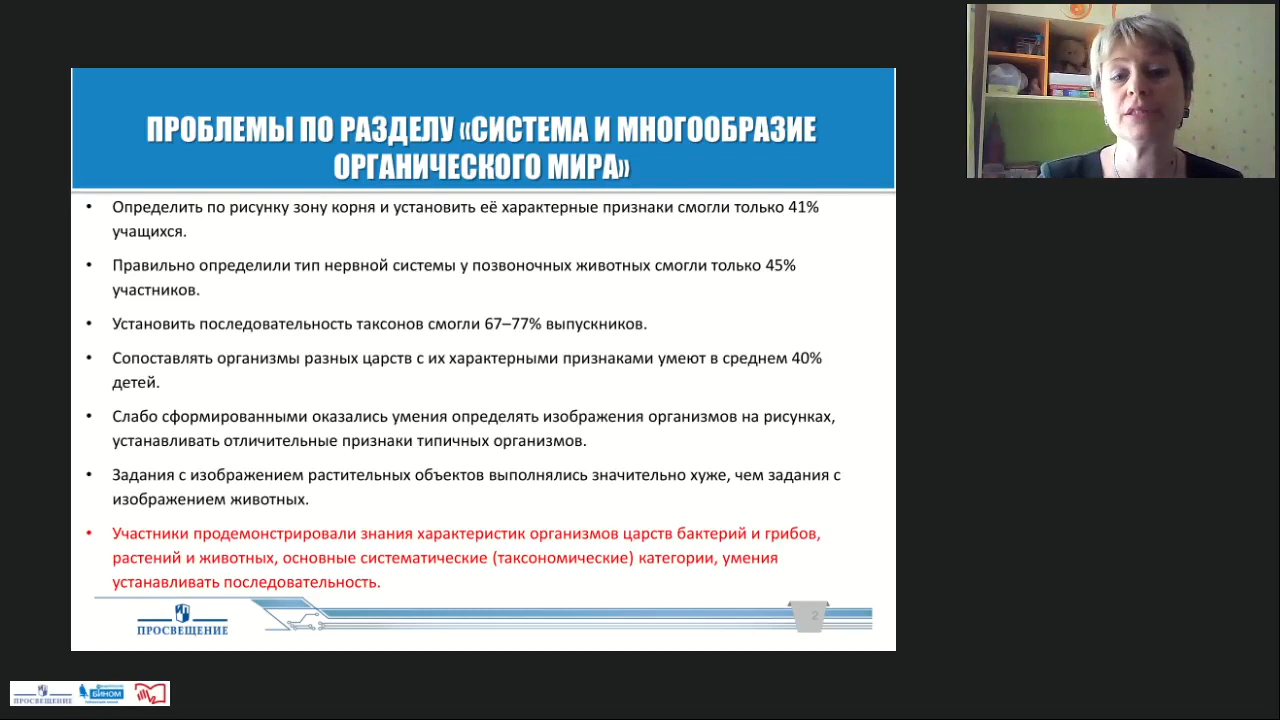 ПРОБЛЕМЫ ПО РАЗДЕЛУ «СИСТЕМА И МНОГООБРАЗИЕ
ОРГАНИЧЕСКОГО МИРА»
• Определить по рисунку зону корня и установить её характерные признаки смогли только 41%
учащихся.
• Правильно определили тип нервной системы у позвоночных животных смогли только 45%
участников.
• Установить последовательность таксонов смогли 67–77% выпускников.
• Сопоставлять организмы разных царств с их характерными признаками умеют в среднем 40%
детей.
• Слабо сформированными оказались умения определять изображения организмов на рисунках,
устанавливать отличительные признаки типичных организмов.
• Задания с изображением растительных объектов выполнялись значительно хуже, чем задания с
изображением животных.
• Участники продемонстрировали знания характеристик организмов царств бактерий и грибов,
растений и животных, основные систематические (таксономические) категории, умения
устанавливать последовательность.
ПРОСВЕЩЕНИЕ
2
ПРОСВЕЩЕНИЕ
БИНОМ